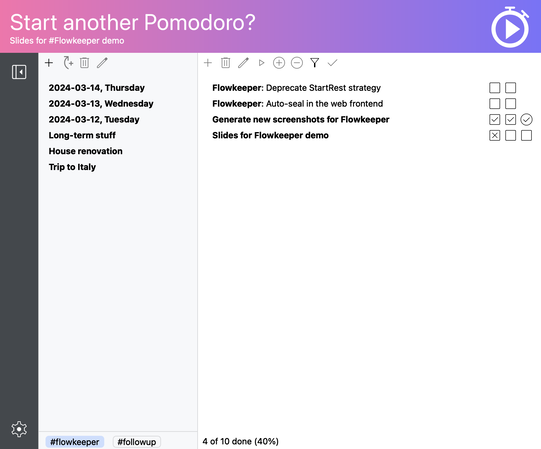 Start another Pomodoro?
Slides for #Flowkeeper demo
2024-03-14, Thursday
2024-03-13, Wednesday
2024-03-12, Tuesday
Long-term stuff
House renovation
Trip to Italy
Flowkeeper: Deprecate StartRest strategy
Flowkeeper: Auto-seal in the web frontend
Generate new screenshots for Flowkeeper
Slides for Flowkeeper demo
#flowkeeper #followup
4 of 10 done (40%)